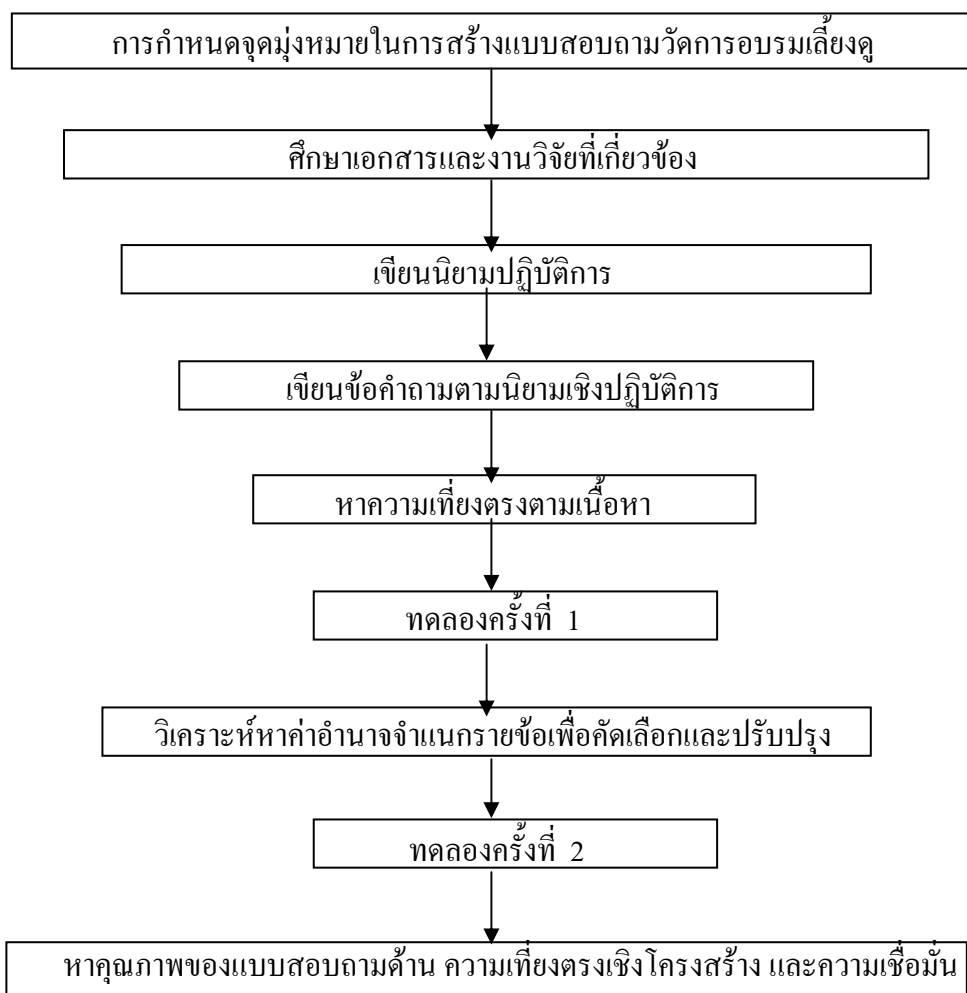 การกำหนดจุดมุ่งหมายในการสร้างแบบสอบถามวัดการอบรมเลี้ยงดู
ศึกษาเอกสารและงานวิจัยที่เกี่ยวข้อง
เขียนนิยามปฏิบัติการ
เขียนข้อคำถามตามนิยามเชิงปฏิบัติการ
หาความเที่ยงตรงตามเนื้อหา
ทดลองครั้งที่ 1
วิเคราะห์หาค่าอำนาจจำแนกรายข้อเพื่อคัดเลือกและปรับปรุง
ทดลองครั้งที่ 2
หาคุณภาพของแบบสอบถามด้าน ความเที่ยงตรงเชิงโครงสร้าง และความเชื่อมั่น